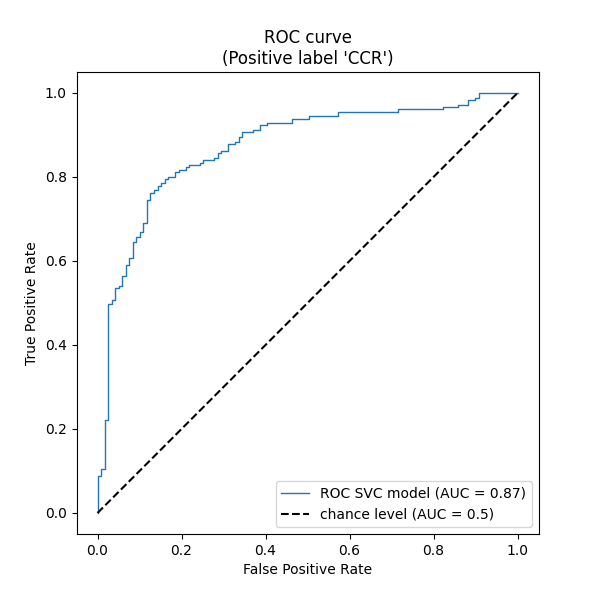 ROC curve
(Positive label 'CCR')
True Positive Rate
1.0
0.8
0.6
0.4
0.2
0.0
ROC SVC model (AUC = 0.87)
chance level (AUC = 0.5)
0.0 0.2 0.4 0.6 0.8 1.0
False Positive Rate